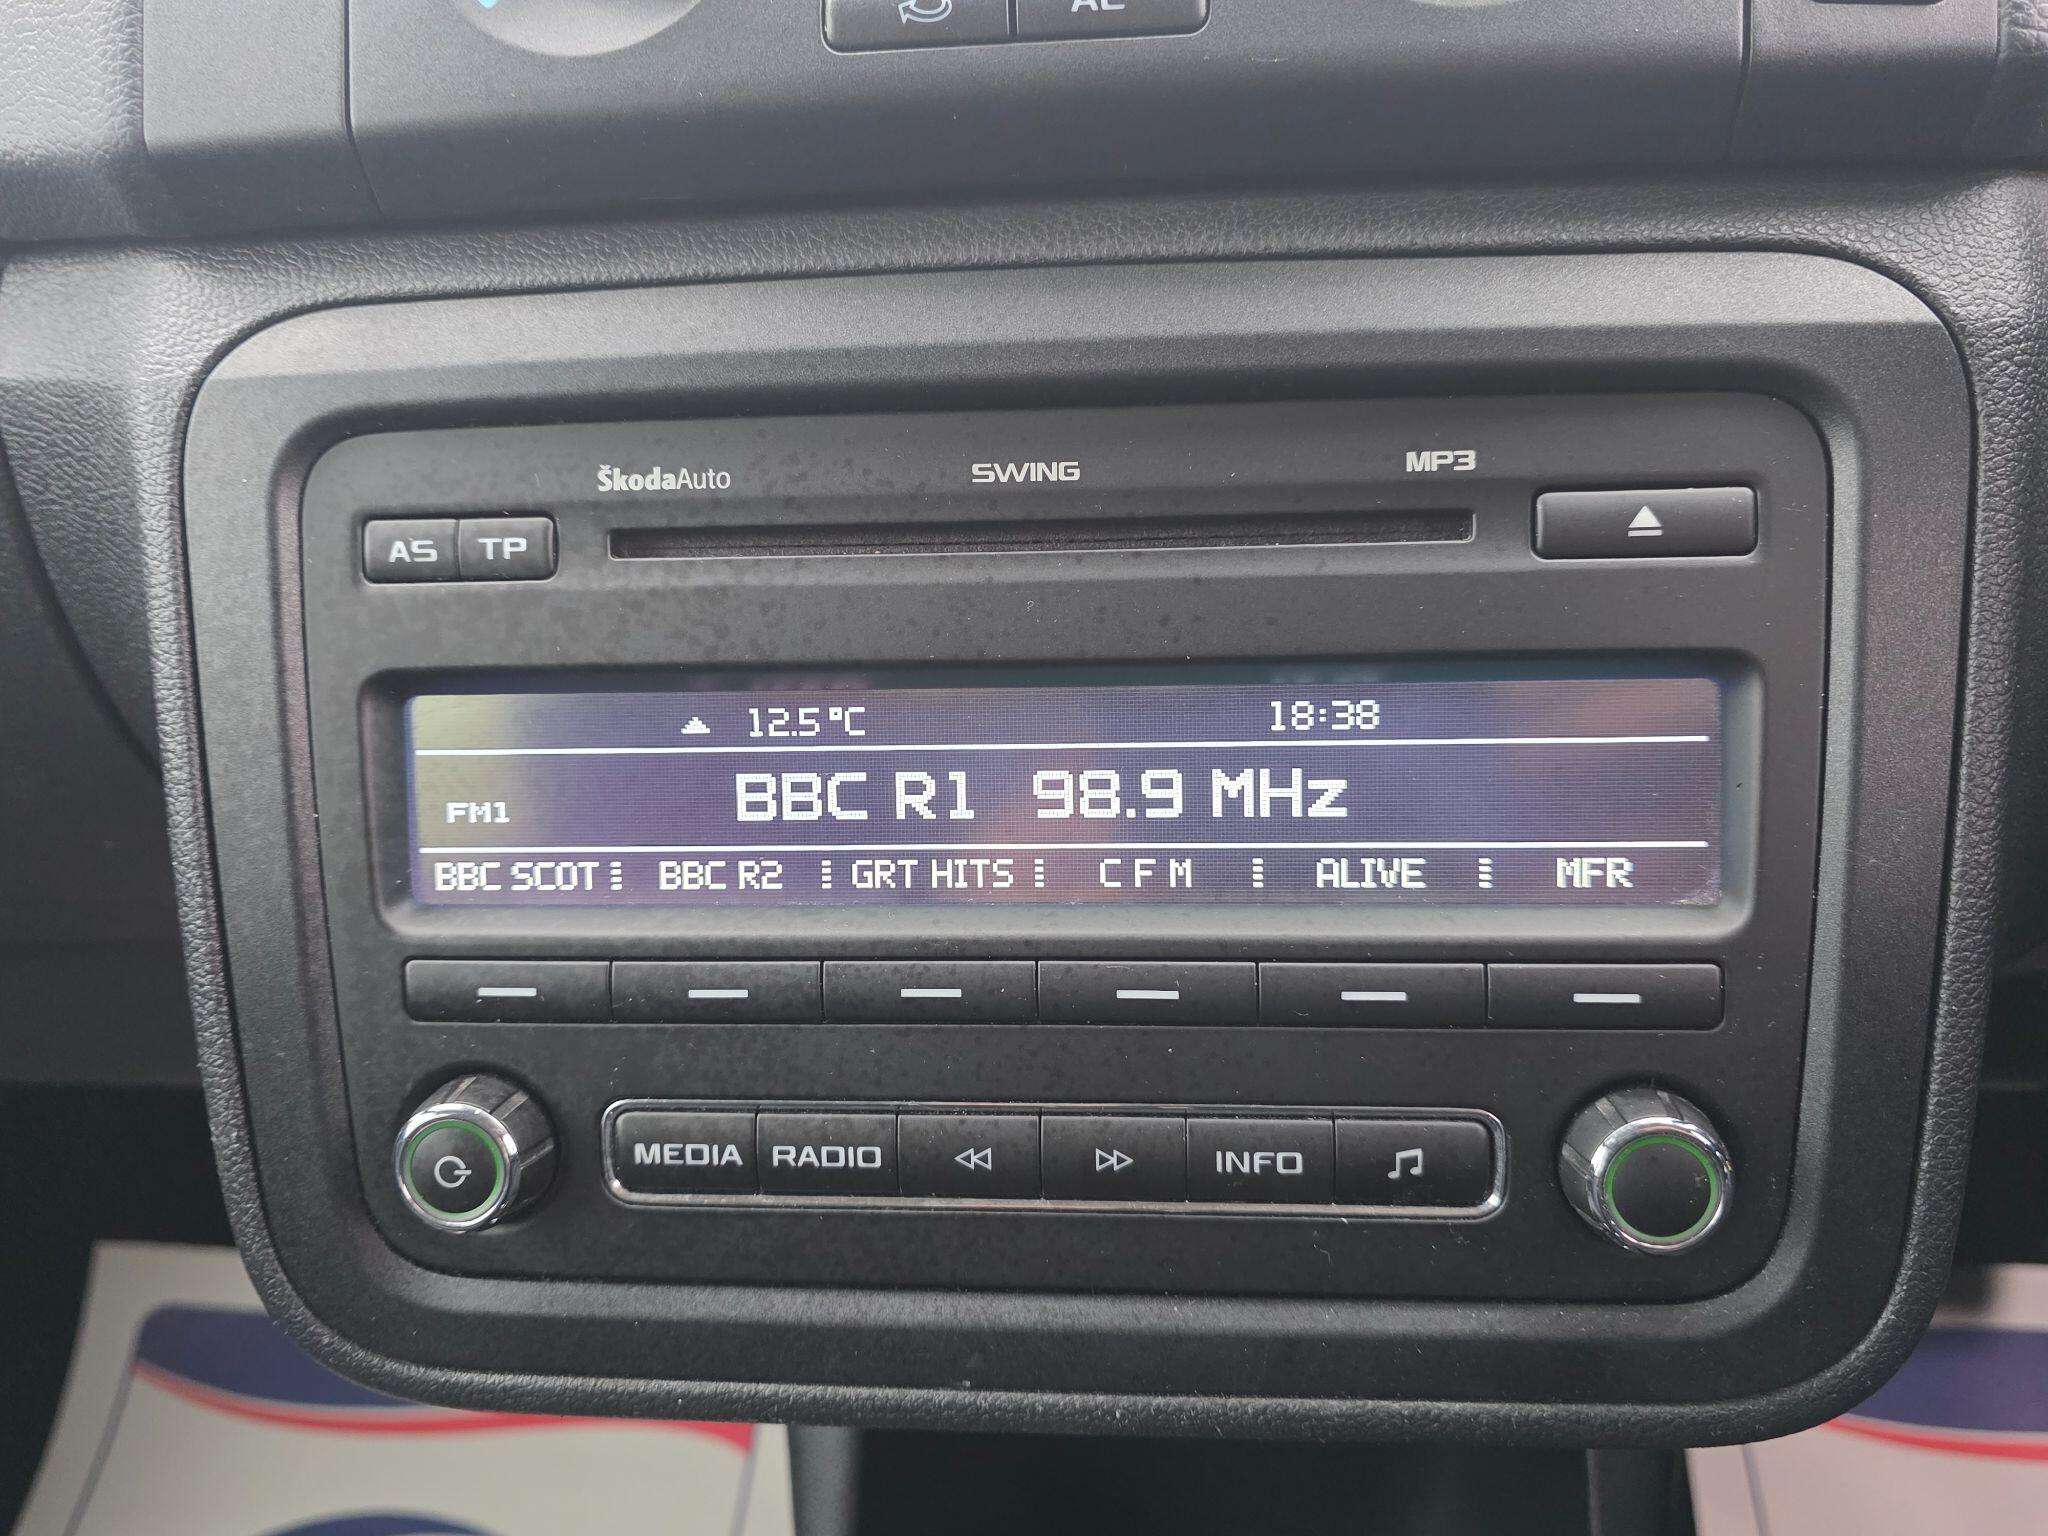 ŠkodaAuto SWING MP3
AS TP
12.5°C 18:38
FM1 BBC R1 98.9 MHz
BBC SCOT BBC R2 GRT HITS C F M ALIVE MFR
MEDIA RADIO INFO